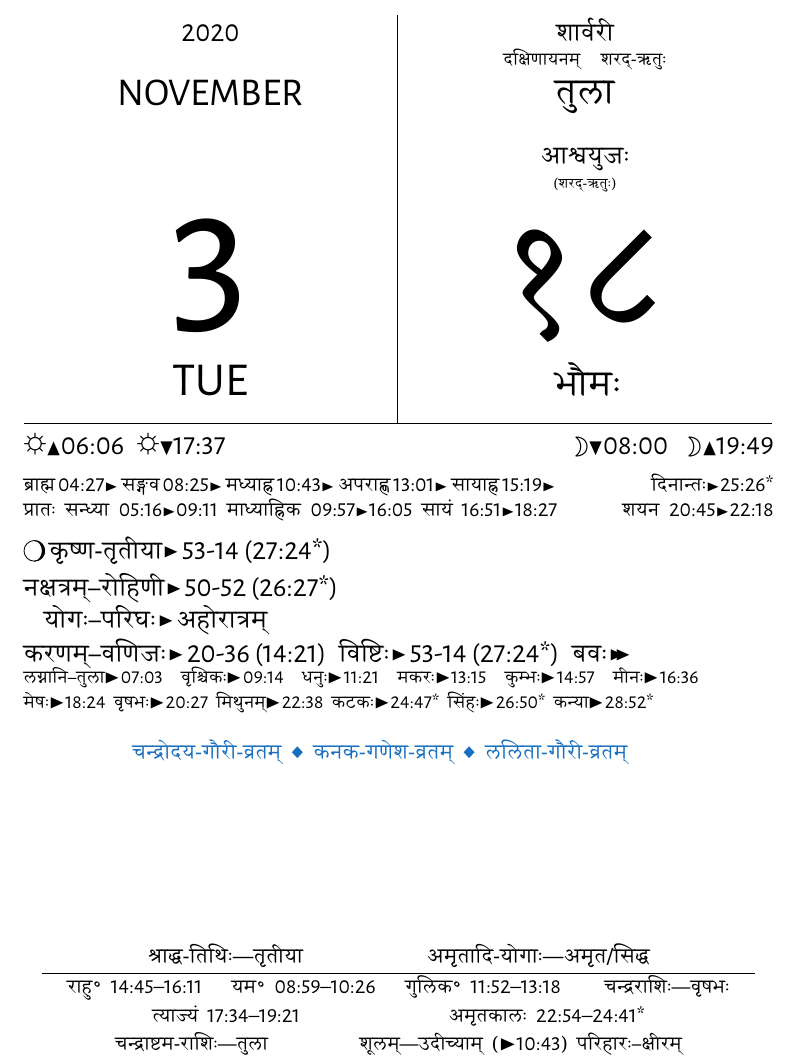 2020
NOVEMBER
3
TUE
शार्वरी
दक्षिणायनम् शरद्-ऋतुः
तुला
आश्वयुजः
(शरद्-ऋतुः)
१८
भौमः
☼▲06:06 ☼▼17:37 ☽▼08:00 ☽▲19:49
ब्राह्म 04:27► सङ्गव 08:25► मध्याह्न 10:43► अपराह्ण 13:01► सायाह्न 15:19► दिनान्तः►25:26*
प्रातः सन्ध्या 05:16►09:11 माध्याह्निक 09:57►16:05 सायं 16:51►18:27 शयन 20:45►22:18
कृष्ण-तृतीया►53-14 (27:24*)
नक्षत्रम्–रोहिणी►50-52 (26:27*)
योगः–परिघः►अहोरात्रम्
करणम्–वणिजः►20-36 (14:21) विष्टिः►53-14 (27:24*) बवः►►
लग्नानि–तुला►07:03 वृश्चिकः►09:14 धनुः►11:21 मकरः►13:15 कुम्भः►14:57 मीनः►16:36
मेषः►18:24 वृषभः►20:27 मिथुनम्►22:38 कटकः►24:47* सिंहः►26:50* कन्या►28:52*
चन्द्रोदय-गौरी-व्रतम् ◆ कनक-गणेश-व्रतम् ◆ ललिता-गौरी-व्रतम्
श्राद्ध-तिथिः—तृतीया अमृतादि-योगाः—अमृत/सिद्ध
राहु° 14:45–16:11 यम° 08:59–10:26 गुलिक° 11:52–13:18 चन्द्रराशिः—वृषभः
त्याज्यं 17:34–19:21 अमृतकालः 22:54–24:41*
चन्द्राष्टम-राशिः—तुला शूलम्—उदीच्याम् (►10:43) परिहारः–क्षीरम्